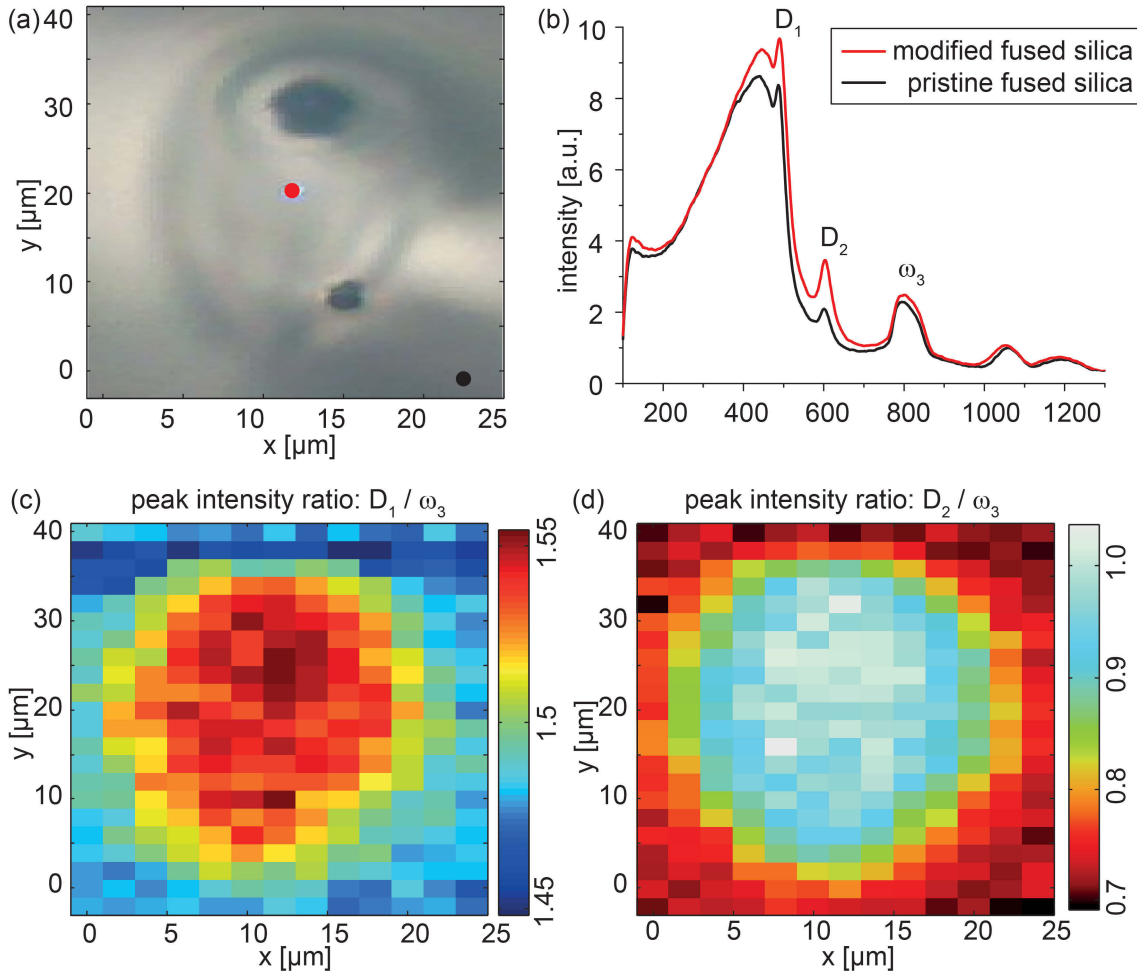 (a)
40
30
20
10
0
y [µm]
0 5 10 15 20 25
x [µm]
(b)
10
8
6
4
2
0
intensity [a.u.]
D1
D2
ω3
modified fused silica
pristine fused silica
200 400 600 800 1000 1200
(c) peak intensity ratio: D1 / ω3
40
30
20
10
0
y [µm]
0 5 10 15 20 25
x [µm]
1.55
1.5
1.45
(d) peak intensity ratio: D2 / ω3
40
30
20
10
0
y [µm]
0 5 10 15 20 25
x [µm]
1.0
0.9
0.8
0.7